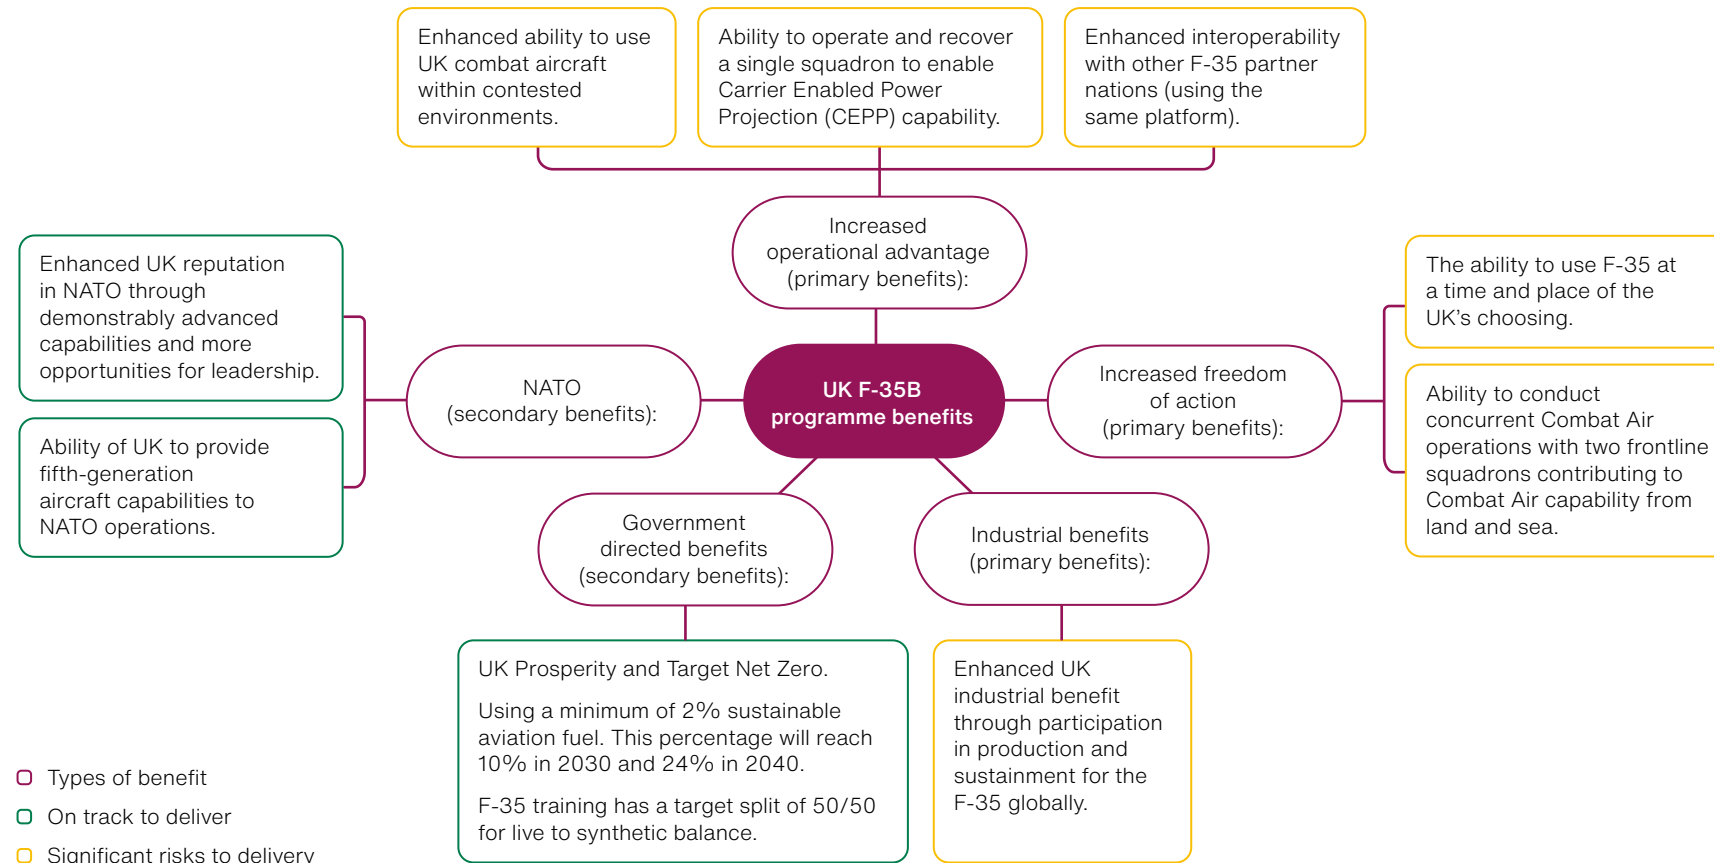 Enhanced ability to use
UK combat aircraft
within contested
environments.
Ability to operate and recover
a single squadron to enable
Carrier Enabled Power
Projection (CEPP) capability.
Enhanced interoperability
with other F-35 partner
nations (using the
same platform).
Increased
operational advantage
(primary benefits):
Enhanced UK reputation
in NATO through
demonstrably advanced
capabilities and more
opportunities for leadership.
Ability of UK to provide
fifth-generation
aircraft capabilities to
NATO operations.
NATO
(secondary benefits):
UK F-35B
programme benefits
Increased freedom
of action
(primary benefits):
The ability to use F-35 at
a time and place of the
UK’s choosing.
Ability to conduct
concurrent Combat Air
operations with two frontline
squadrons contributing to
Combat Air capability from
land and sea.
Government
directed benefits
(secondary benefits):
Industrial benefits
(primary benefits):
UK Prosperity and Target Net Zero.
Using a minimum of 2% sustainable
aviation fuel. This percentage will reach
10% in 2030 and 24% in 2040.
F-35 training has a target split of 50/50
for live to synthetic balance.
Enhanced UK
industrial benefit
through participation
in production and
sustainment for the
F-35 globally.
Types of benefit
On track to deliver
Significant risks to delivery